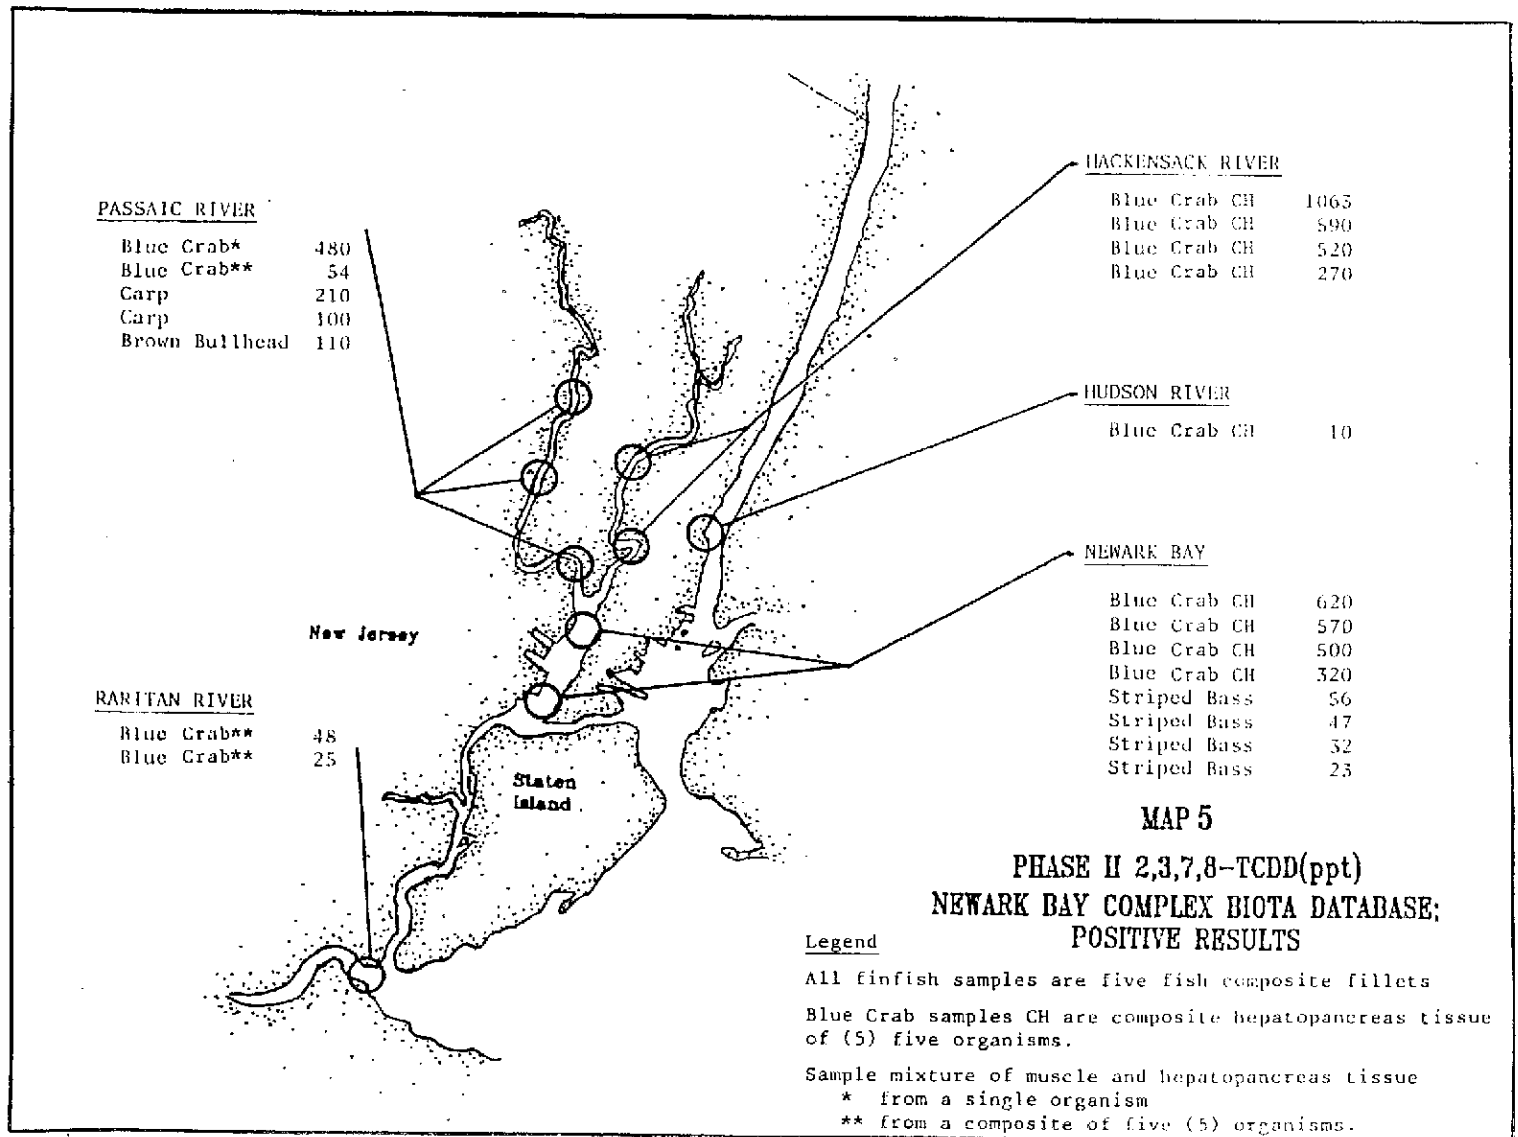 PASSAIC RIVER
Blue Crab* 480
Blue Crab** 54
Carp 210
Carp 100
Brown Bullhead 110
HACKENSACK RIVER
Blue Crab CH 1063
Blue Crab CH 590
Blue Crab CH 520
Blue Crab CH 270
HUDSON RIVER
Blue Crab CH 10
NEWARK BAY
Blue Crab CH 620
Blue Crab CH 570
Blue Crab CH 500
Blue Crab CH 320
Striped Bass 56
Striped Bass 47
Striped Bass 32
Striped Bass 23
New Jersey
RARITAN RIVER
Blue Crab** 48
Blue Crab** 25
Staten
Island
MAP 5
PHASE II 2,3,7,8-TCDD(ppt)
NEWARK BAY COMPLEX BIOTA DATABASE;
POSITIVE RESULTS
Legend
All finfish samples are five fish composite fillets
Blue Crab samples CH are composite hepatopancreas tissue
of (5) five organisms.
Sample mixture of muscle and hepatopancreas tissue
* from a single organism
** from a composite of five (5) organisms.